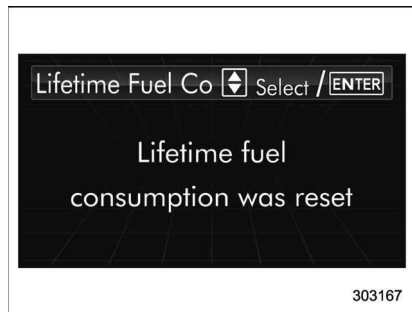 Lifetime Fuel Co Select / ENTER
Lifetime fuel
consumption was reset
303167